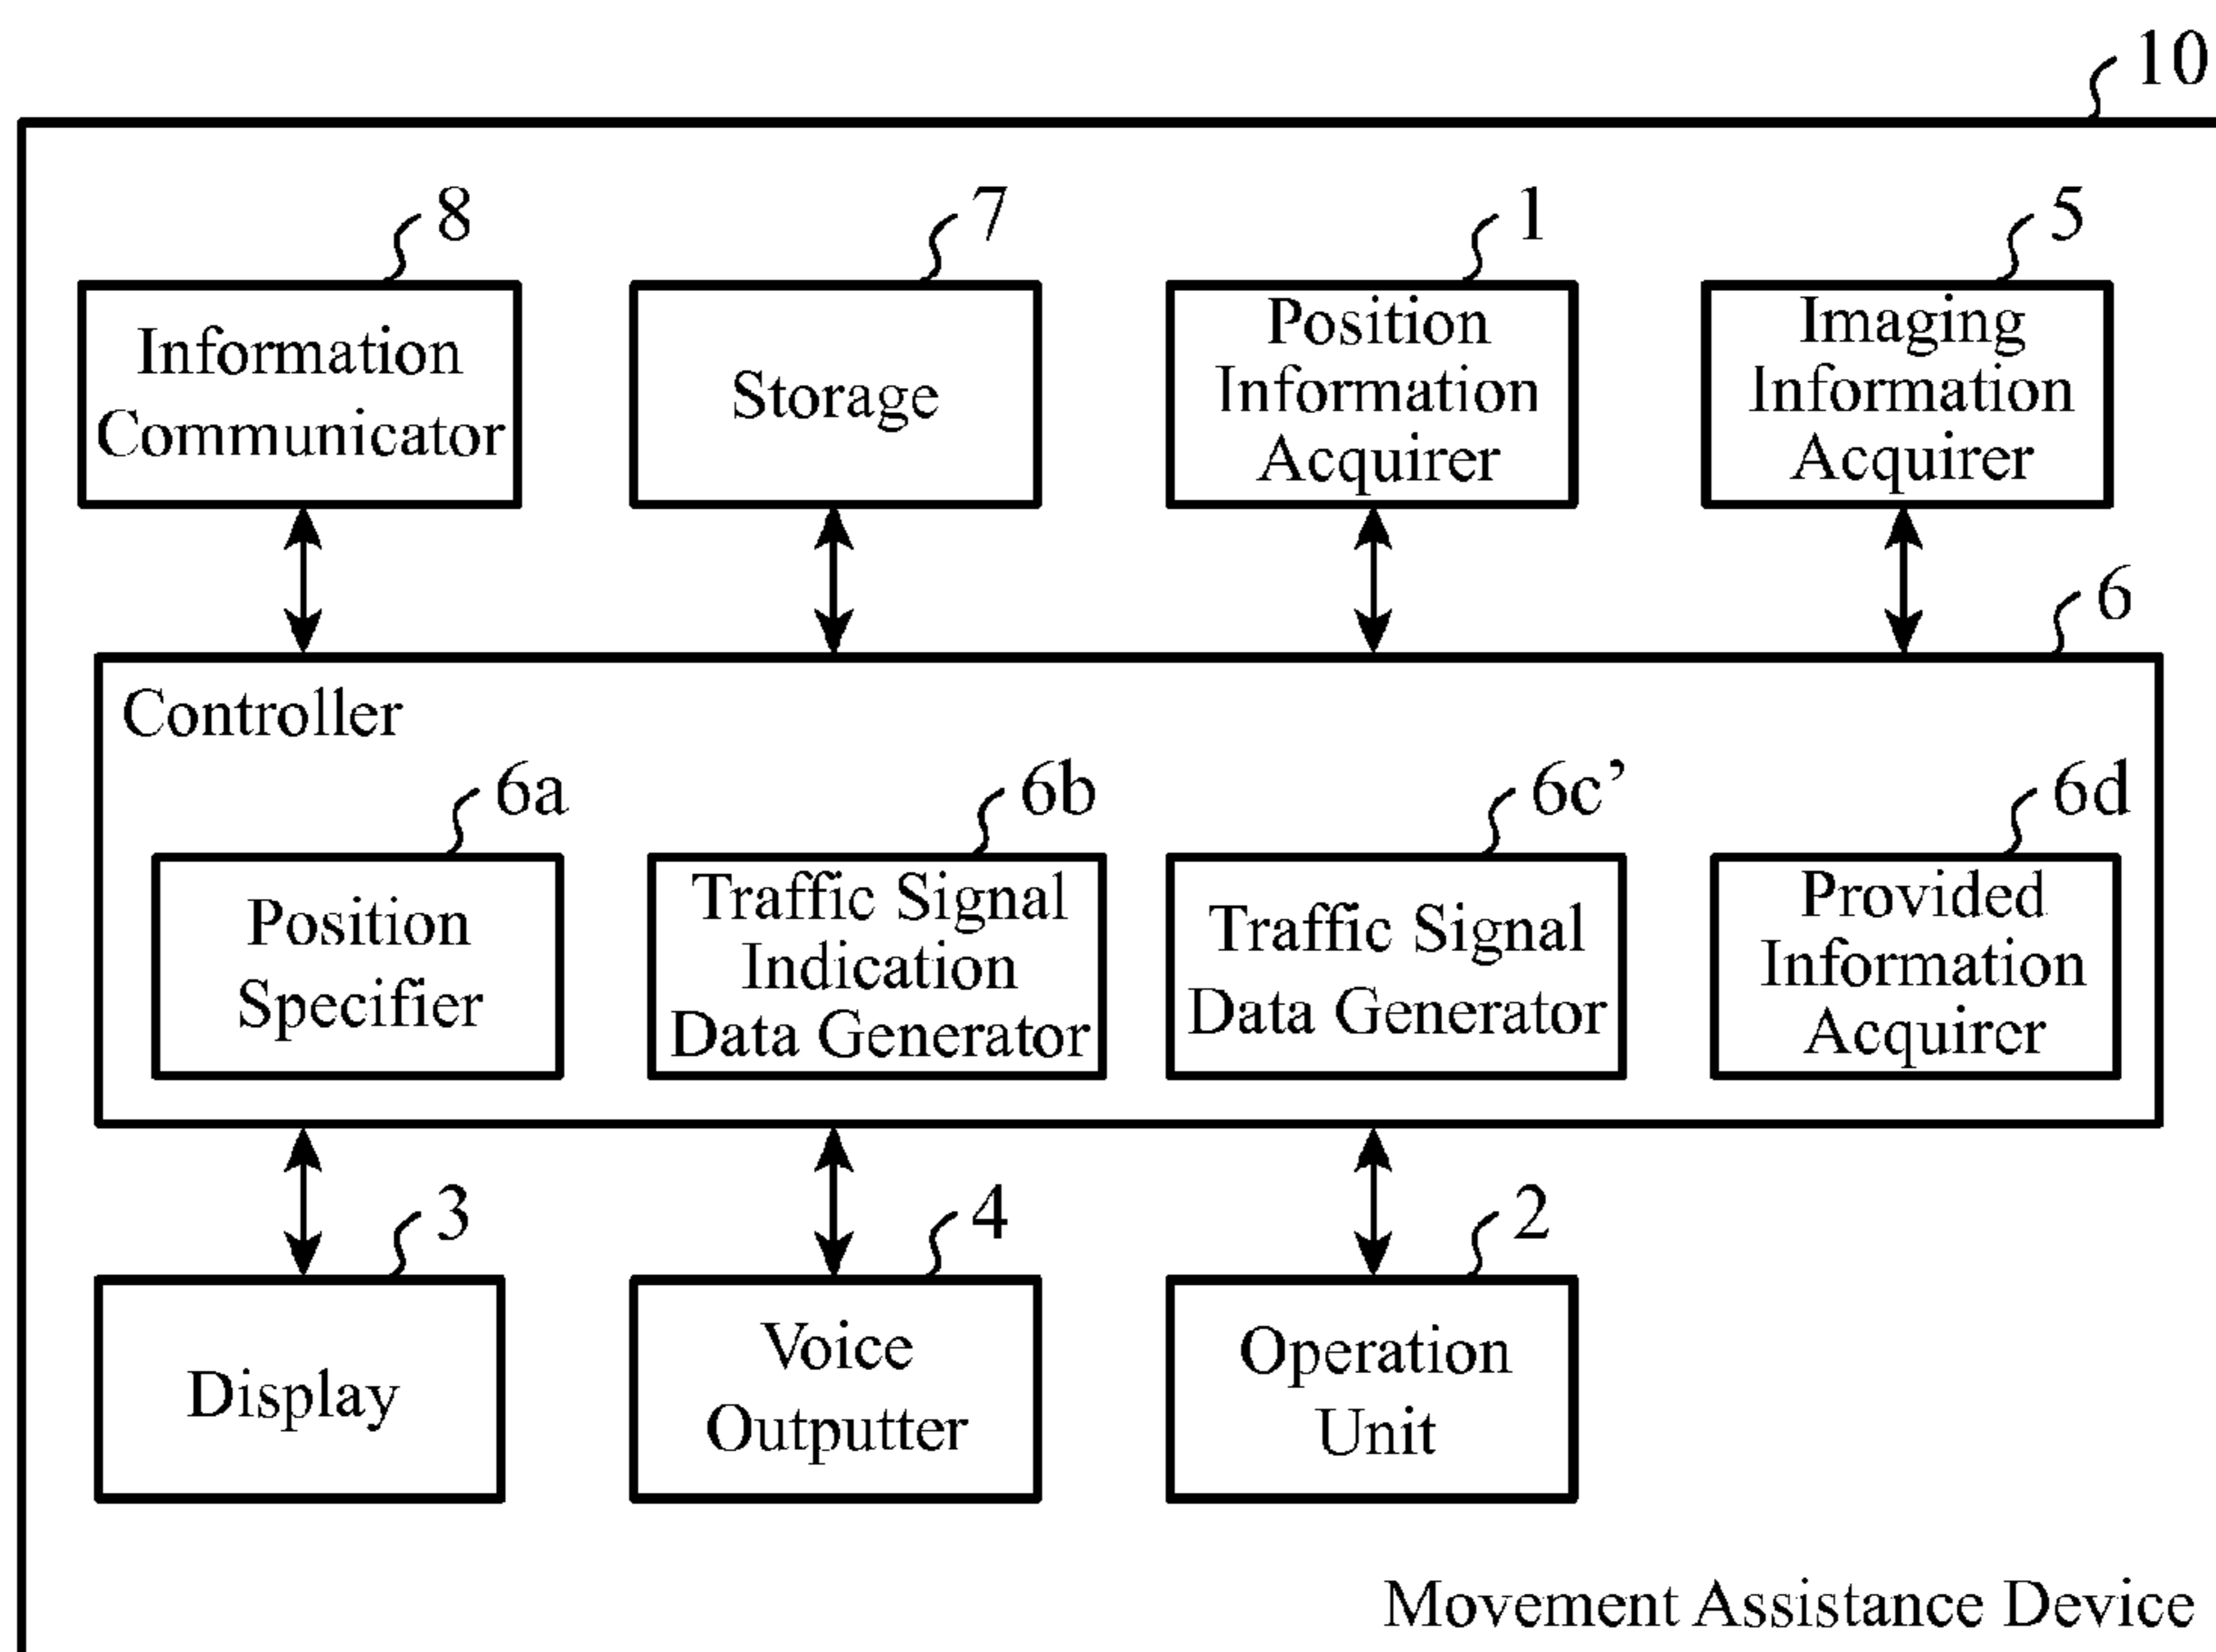 10
8
Information
Communicator
7
Storage
1
Position
Information
Acquirer
5
Imaging
Information
Acquirer
6
Controller
6a
Position
Specifier
6b
Traffic Signal
Indication
Data Generator
6c’
Traffic Signal
Data Generator
6d
Provided
Information
Acquirer
3
Display
4
Voice
Outputter
2
Operation
Unit
Movement Assistance Device